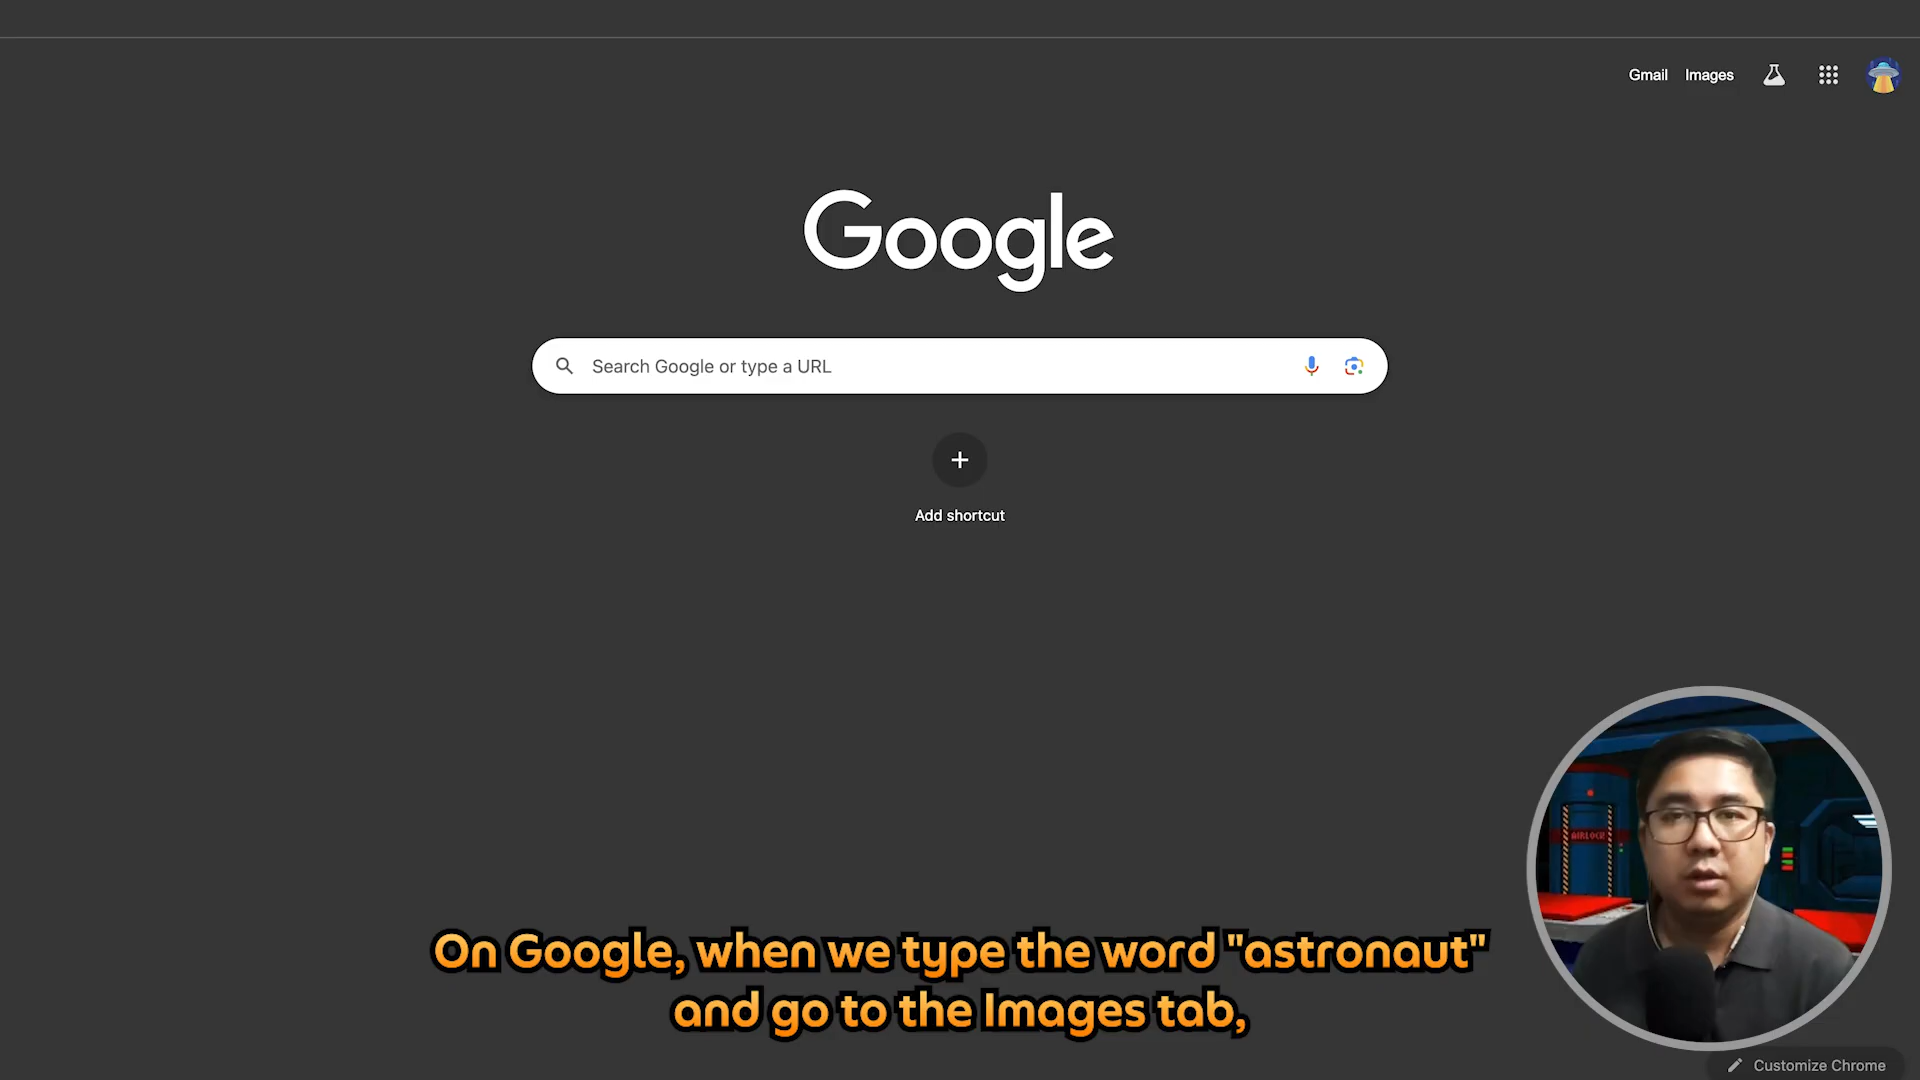 Gmail Images
Google
Search Google or type a URL
Add shortcut
AIRLOCK
On Google, when we type the word "astronaut"
and go to the Images tab,
Customize Chrome